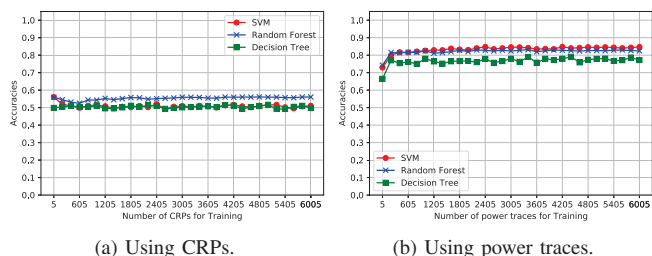 1.0
0.9
0.8
0.7
0.6
0.5
0.4
0.3
0.2
0.1
0.0
Accuracies
SVM
Random Forest
Decision Tree
5 605 1205 1805 2405 3005 3605 4205 4805 5405 6005
Number of CRPs for Training
(a) Using CRPs.
1.0
0.9
0.8
0.7
0.6
0.5
0.4
0.3
0.2
0.1
0.0
Accuracies
SVM
Random Forest
Decision Tree
5 605 1205 1805 2405 3005 3605 4205 4805 5405 6005
Number of power traces for Training
(b) Using power traces.